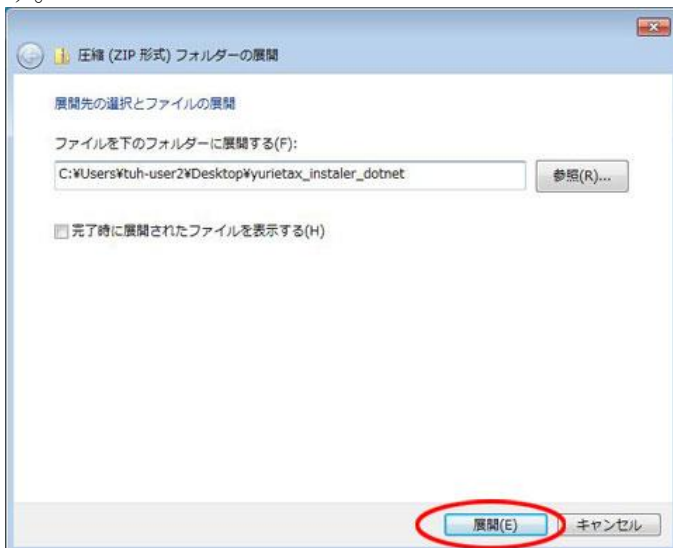 す。
圧縮 (ZIP 形式) フォルダーの展開
展開先の選択とファイルの展開
ファイルを下のフォルダーに展開する(F):
C:¥Users¥tuh-user2¥Desktop¥yurietax_instaler_dotnet
参照(R)...
完了時に展開されたファイルを表示する(H)
展開(E)
キャンセル